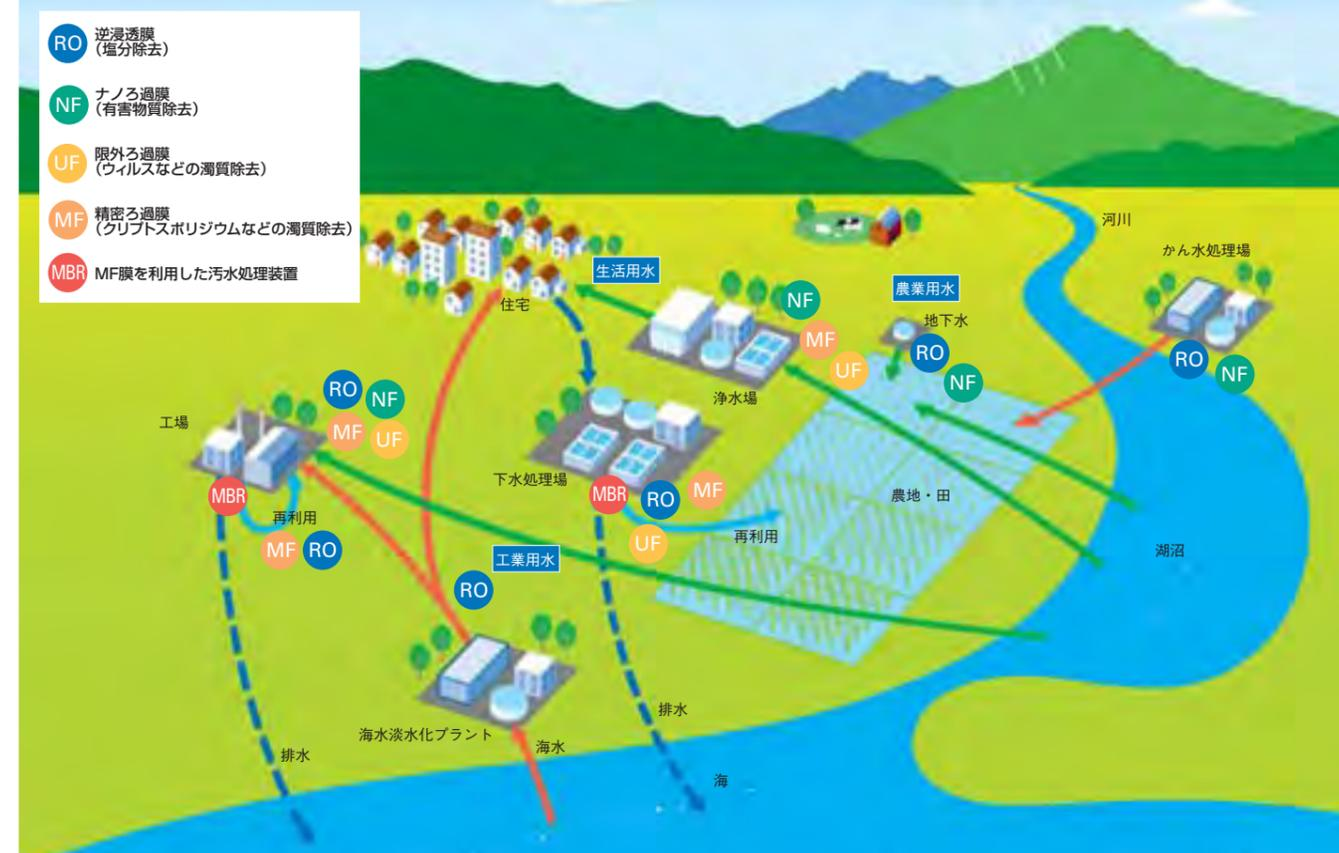 RO 逆浸透膜
（塩分除去）
NF ナノろ過膜
（有害物質除去）
UF 限外ろ過膜
（ウィルスなどの濁質除去）
MF 精密ろ過膜
（クリプトスポリジウムなどの濁質除去）
MBR MF膜を利用した汚水処理装置
河川
かん水処理場
RO
NF
生活用水
住宅
農業用水
地下水
RO
NF
NF
MF
UF
浄水場
工場
RO
NF
MF
UF
MBR
再利用
MF
RO
下水処理場
MBR
RO
MF
UF
再利用
農地・田
湖沼
工業用水
RO
海水淡水化プラント
海水
排水
排水
海